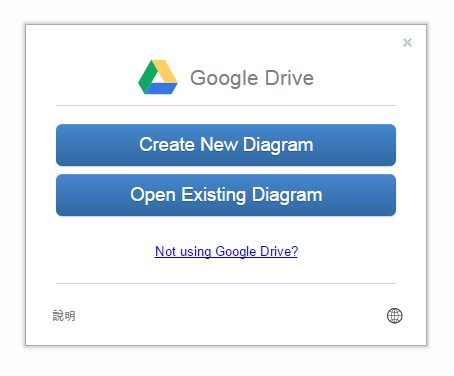 Google Drive
Create New Diagram
Open Existing Diagram
Not using Google Drive?
說明